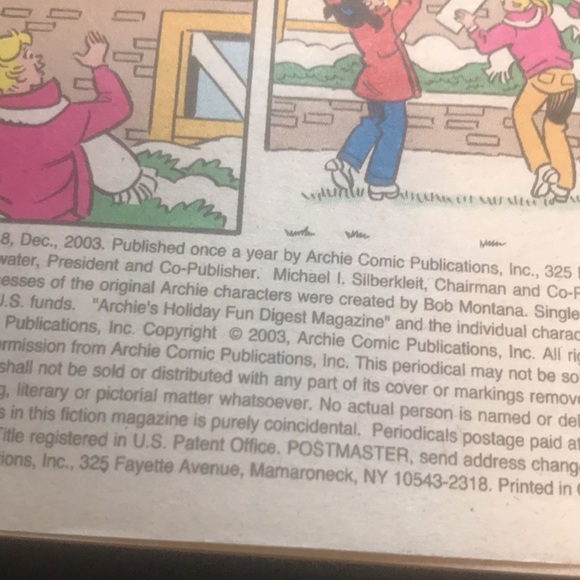 8, Dec., 2003. Published once a year by Archie Comic Publications, Inc., 325
water, President and Co-Publisher. Michael I. Silberkleit, Chairman and Co-P
esses of the original Archie characters were created by Bob Montana. Single
U.S. funds. "Archie's Holiday Fun Digest Magazine" and the individual charac
Publications, Inc. Copyright © 2003, Archie Comic Publications, Inc. All rig
ermission from Archie Comic Publications, Inc. This periodical may not be so
shall not be sold or distributed with any part of its cover or markings remove
g, literary or pictorial matter whatsoever. No actual person is named or del
s in this fiction magazine is purely coincidental. Periodicals postage paid at
Title registered in U.S. Patent Office. POSTMASTER, send address chang
ions, Inc., 325 Fayette Avenue, Mamaroneck, NY 10543-2318. Printed in